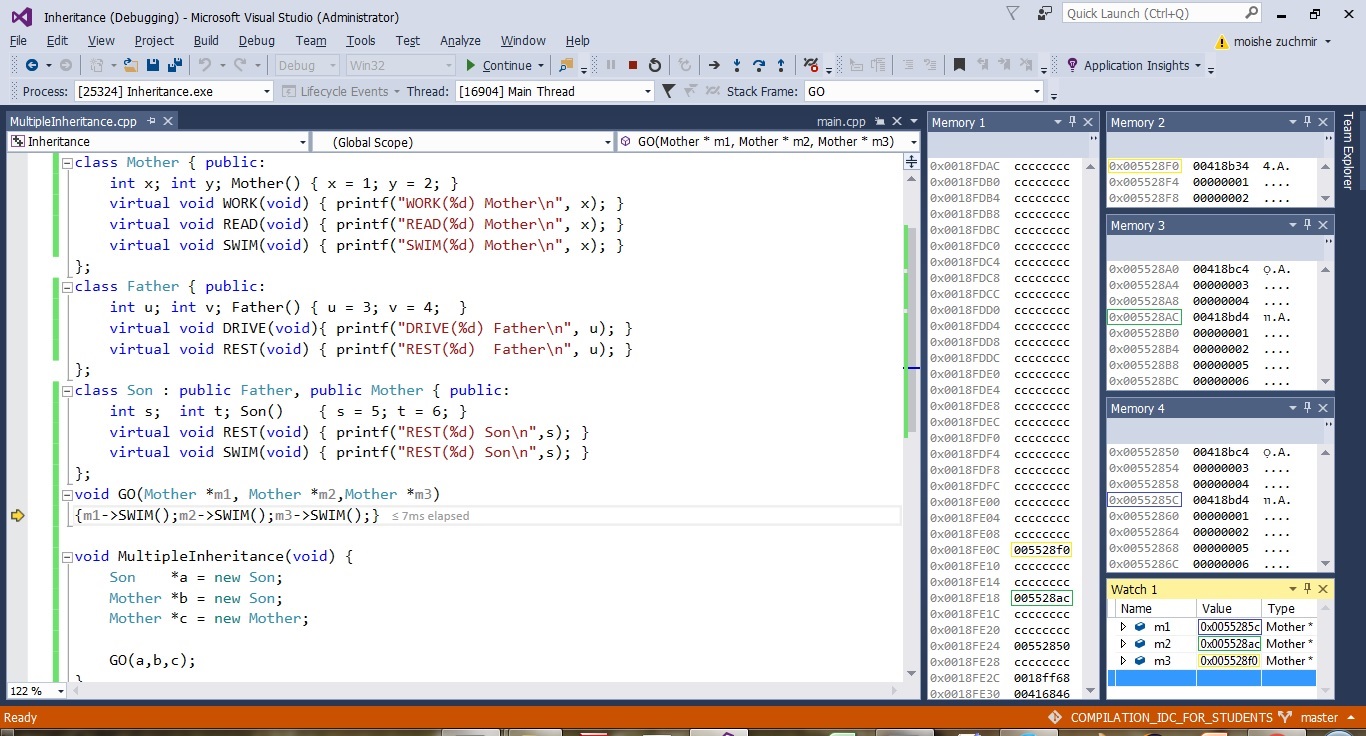 Inheritance (Debugging) - Microsoft Visual Studio (Administrator)
Quick Launch (Ctrl+Q)
File Edit View Project Build Debug Team Tools Test Analyze Window Help
moishe zuchmir
Debug Win32 Continue Application Insights
Process: [25324] Inheritance.exe Lifecycle Events Thread: [16904] Main Thread Stack Frame: GO
MultipleInheritance.cpp
main.cpp
Inheritance (Global Scope) GO(Mother * m1, Mother * m2, Mother * m3)
class Mother { public:
int x; int y; Mother() { x = 1; y = 2; }
virtual void WORK(void) { printf("WORK(%d) Mother\n", x); }
virtual void READ(void) { printf("READ(%d) Mother\n", x); }
virtual void SWIM(void) { printf("SWIM(%d) Mother\n", x); }
};
class Father { public:
int u; int v; Father() { u = 3; v = 4;  }
virtual void DRIVE(void){ printf("DRIVE(%d) Father\n", u); }
virtual void REST(void) { printf("REST(%d)  Father\n", u); }
};
class Son : public Father, public Mother { public:
int s;  int t; Son()    { s = 5; t = 6; }
virtual void REST(void) { printf("REST(%d) Son\n",s); }
virtual void SWIM(void) { printf("REST(%d) Son\n",s); }
};
void GO(Mother *m1, Mother *m2,Mother *m3)
{m1->SWIM();m2->SWIM();m3->SWIM();} ≤ 7ms elapsed
void MultipleInheritance(void) {
Son    *a = new Son;
Mother *b = new Son;
Mother *c = new Mother;
GO(a,b,c);
}
122 %
Memory 1
0x0018FDAC cccccccc
0x0018FDB0 cccccccc
0x0018FDB4 cccccccc
0x0018FDB8 cccccccc
0x0018FDBC cccccccc
0x0018FDC0 cccccccc
0x0018FDC4 cccccccc
0x0018FDC8 cccccccc
0x0018FDCC cccccccc
0x0018FDD0 cccccccc
0x0018FDD4 cccccccc
0x0018FDD8 cccccccc
0x0018FDDC cccccccc
0x0018FDE0 cccccccc
0x0018FDE4 cccccccc
0x0018FDE8 cccccccc
0x0018FDEC cccccccc
0x0018FDF0 cccccccc
0x0018FDF4 cccccccc
0x0018FDF8 cccccccc
0x0018FDFC cccccccc
0x0018FE00 cccccccc
0x0018FE04 cccccccc
0x0018FE08 cccccccc
0x0018FE0C 005528f0
0x0018FE10 cccccccc
0x0018FE14 cccccccc
0x0018FE18 005528ac
0x0018FE1C cccccccc
0x0018FE20 cccccccc
0x0018FE24 00552850
0x0018FE28 cccccccc
0x0018FE2C 0018ff68
0x0018FE30 00416846
Memory 2
0x005528F0 00418b34 4.A.
0x005528F4 00000001 ....
0x005528F8 00000002 ....
Memory 3
0x005528A0 00418bc4 .A.
0x005528A4 00000003 ....
0x005528A8 00000004 ....
0x005528AC 00418bd4 .A.
0x005528B0 00000001 ....
0x005528B4 00000002 ....
0x005528B8 00000005 ....
0x005528BC 00000006 ....
Memory 4
0x00552850 00418bc4 .A.
0x00552854 00000003 ....
0x00552858 00000004 ....
0x0055285C 00418bd4 .A.
0x00552860 00000001 ....
0x00552864 00000002 ....
0x00552868 00000005 ....
0x0055286C 00000006 ....
Watch 1
Name Value Type
m1 0x0055285c Mother *
m2 0x005528ac Mother *
m3 0x005528f0 Mother *
Team Explorer
Ready
COMPILATION_IDC_FOR_STUDENTS master